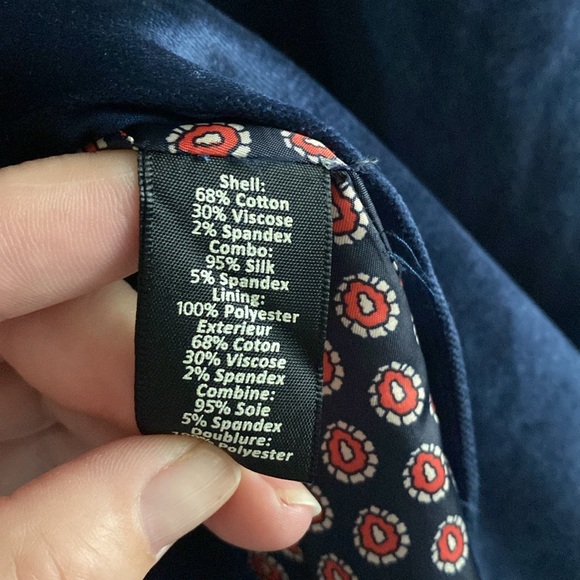 Shell:
68% Cotton
30% Viscose
2% Spandex
Combo:
95% Silk
5% Spandex
Lining:
100% Polyester
Exterieur
68% Coton
30% Viscose
2% Spandex
Combine:
95% Soie
5% Spandex
Doublure:
Polyester